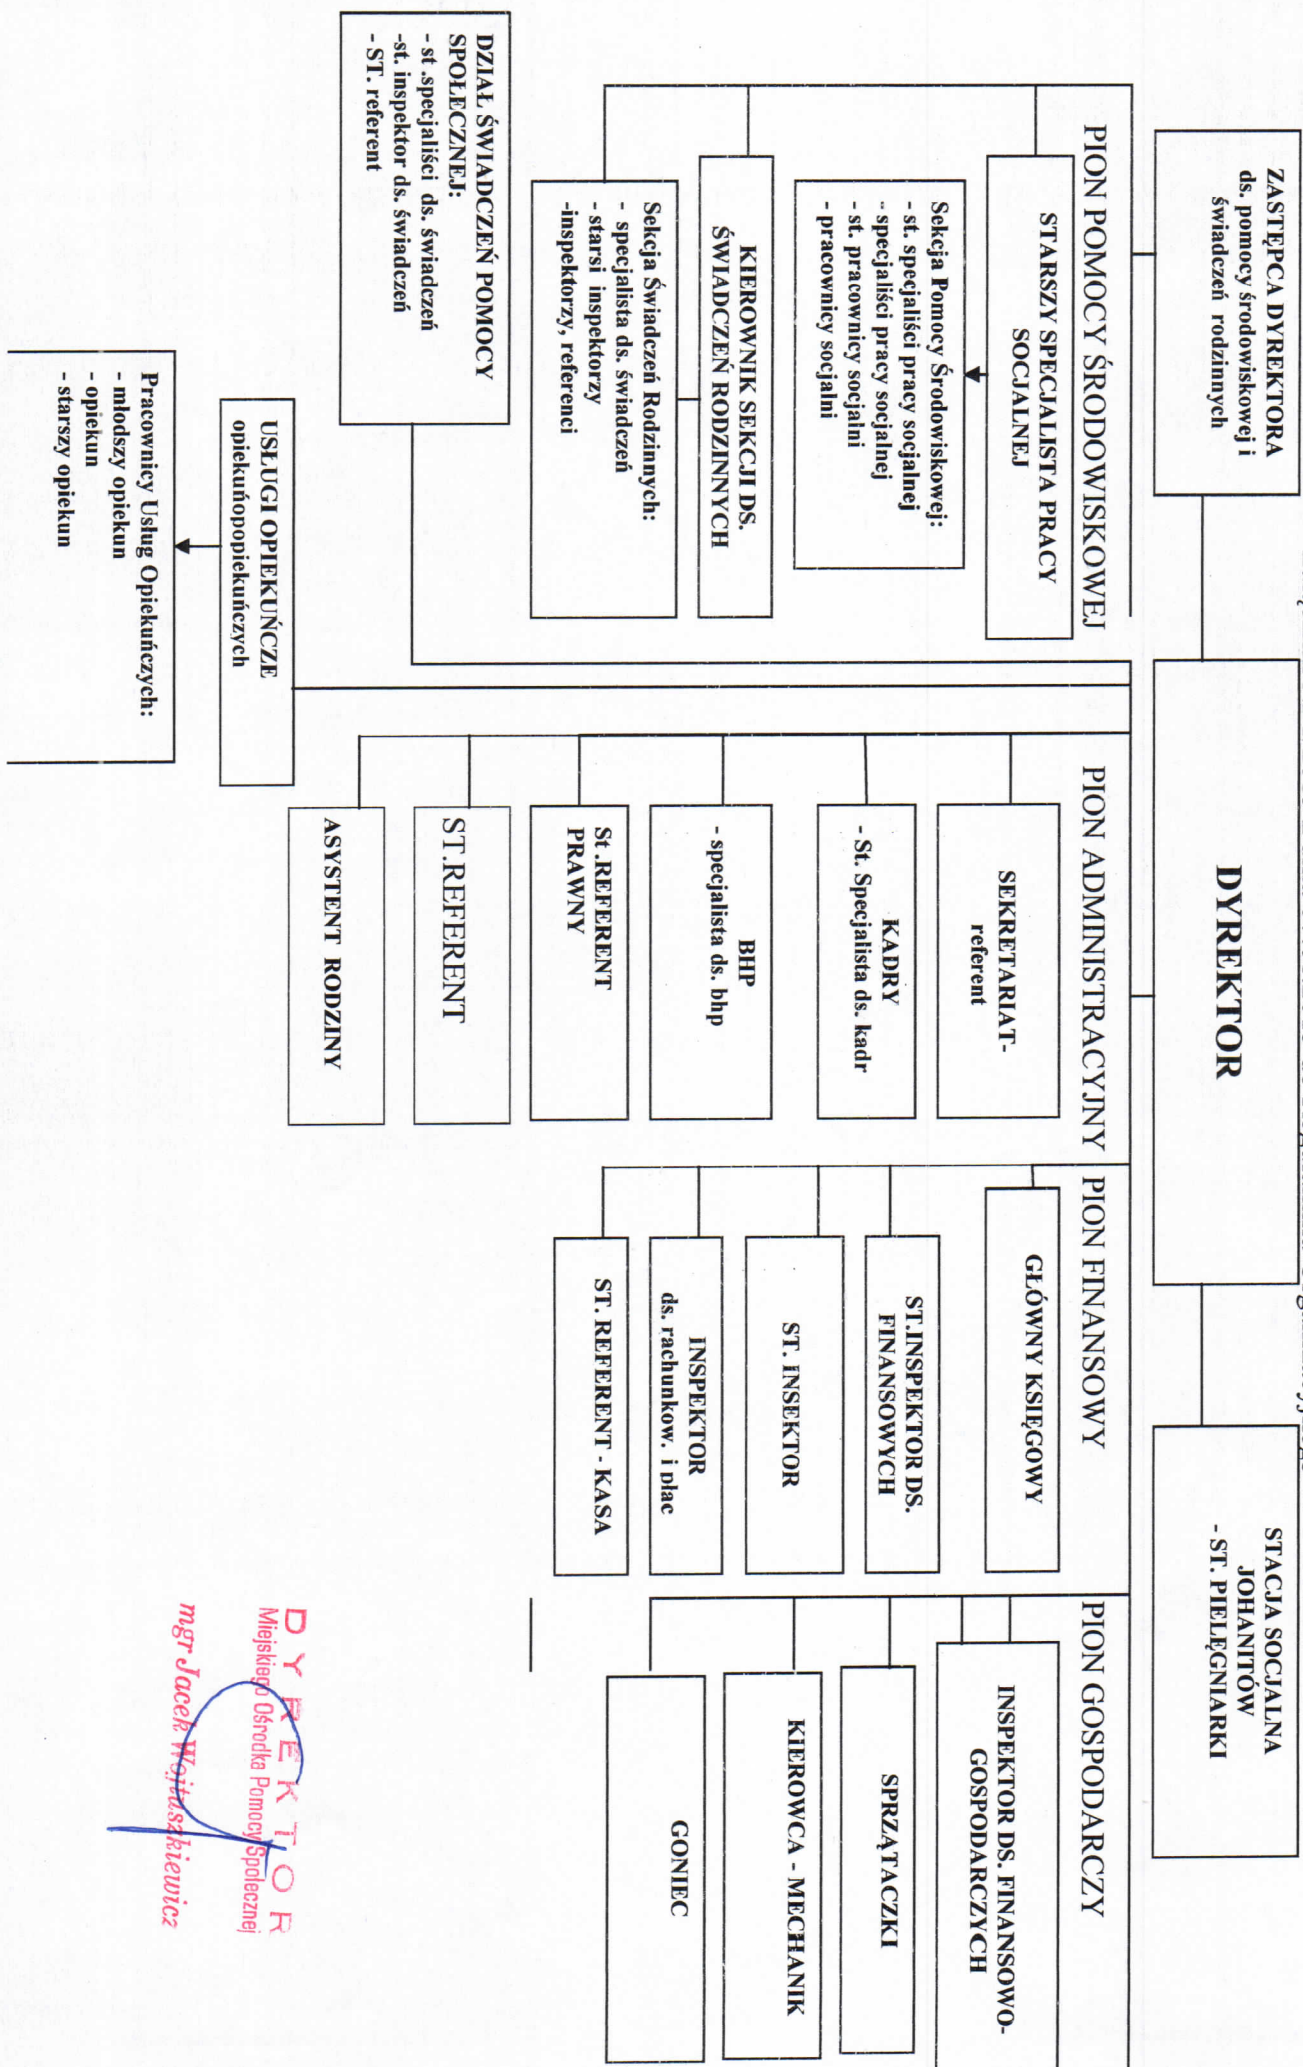 ZASTĘPCA DYREKTORA
ds. pomocy środowiskowej i
świadczeń rodzinnych
DYREKTOR
STACJA SOCJALNA
JOHANITÓW
- ST. PIELĘGNIARKI
PION POMOCY ŚRODOWISKOWEJ
STARSZY SPECJALISTA PRACY
SOCJALNEJ
Sekcja Pomocy Środowiskowej:
- st. specjaliści pracy socjalnej
- specjaliści pracy socjalnej
- st. pracownicy socjalni
- pracownicy socjalni
KIEROWNIK SEKCJI DS.
ŚWIADCZEŃ RODZINNYCH
Sekcja Świadczeń Rodzinnych:
- specjalista ds. świadczeń
- starsi inspektorzy
-inspektorzy, referenci
DZIAŁ ŚWIADCZEŃ POMOCY
SPOŁECZNEJ:
- st .specjaliści ds. świadczeń
-st. inspektor ds. świadczeń
- ST. referent
USŁUGI OPIEKUŃCZE
opiekuńopopiekuńczych
Pracownicy Usług Opiekuńczych:
- młodszy opiekun
- opiekun
- starszy opiekun
PION ADMINISTRACYJNY
SEKRETARIAT-
referent
KADRY
- St. Specjalista ds. kadr
BHP
- specjalista ds. bhp
St .REFERENT
PRAWNY
ST.REFERENT
ASYSTENT RODZINY
PION FINANSOWY
GŁÓWNY KSIĘGOWY
ST.INSPEKTOR DS.
FINANSOWYCH
ST. INSEKTOR
INSPEKTOR
ds. rachunkow. i płac
ST. REFERENT - KASA
PION GOSPODARCZY
INSPEKTOR DS. FINANSOWO-
GOSPODARCZYCH
SPRZĄTACZKI
KIEROWCA - MECHANIK
GONIEC
DYREKTOR
Miejskiego Ośrodka Pomocy Społecznej
mgr Jacek Wojtuszkiewicz